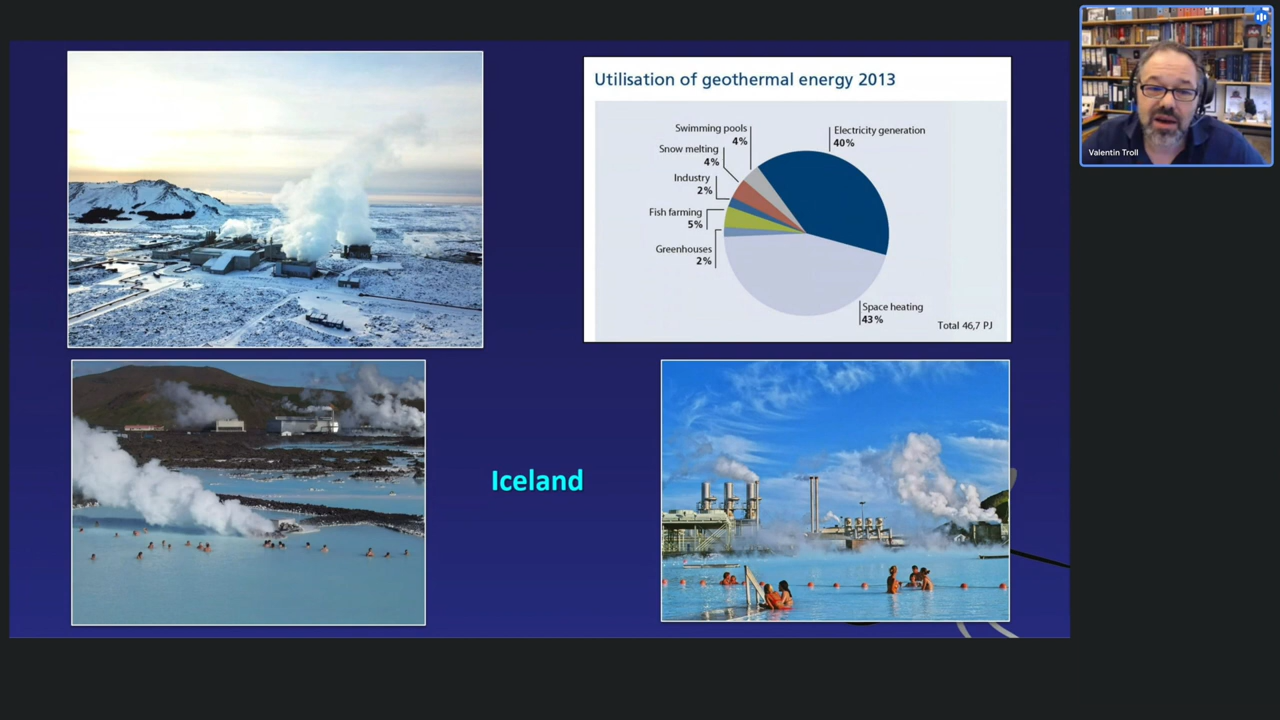 Utilisation of geothermal energy 2013
Swimming pools
4%
Snow melting
4%
Industry
2%
Fish farming
5%
Greenhouses
2%
Electricity generation
40%
Space heating
43%
Total 46,7 PJ
Iceland
Valentin Troll